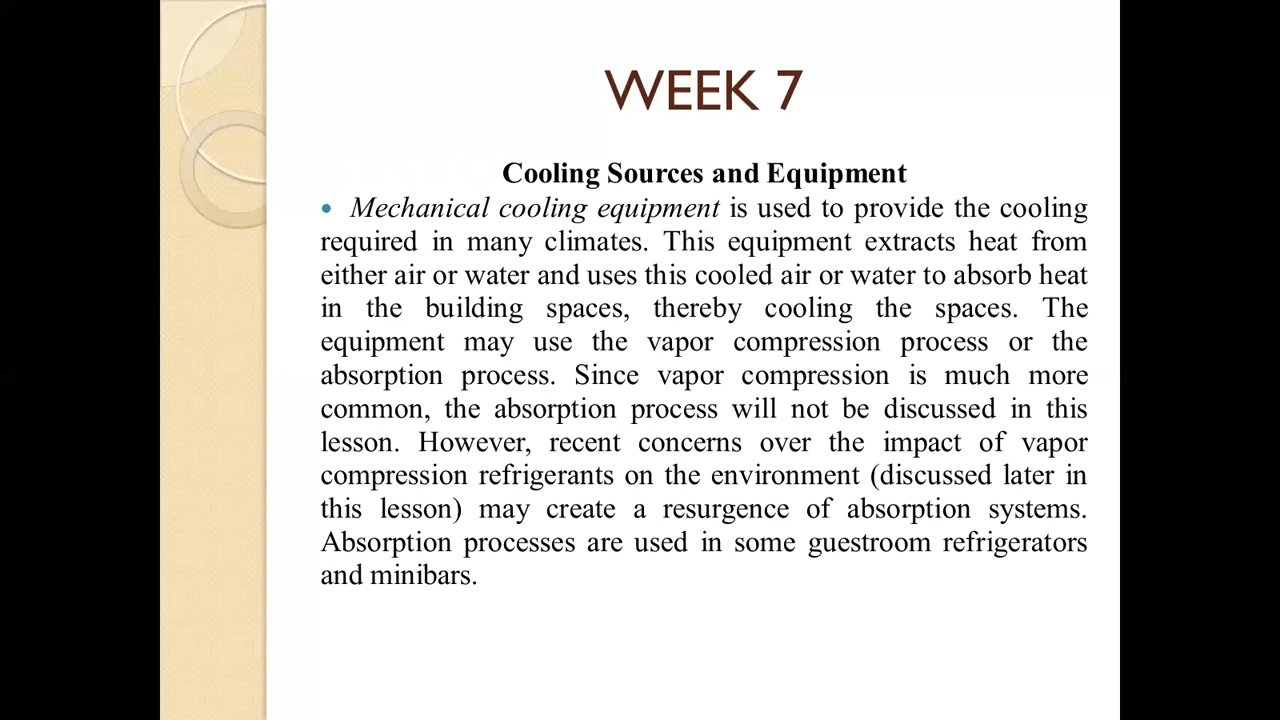 WEEK 7
Cooling Sources and Equipment
• Mechanical cooling equipment is used to provide the cooling
required in many climates. This equipment extracts heat from
either air or water and uses this cooled air or water to absorb heat
in the building spaces, thereby cooling the spaces. The
equipment may use the vapor compression process or the
absorption process. Since vapor compression is much more
common, the absorption process will not be discussed in this
lesson. However, recent concerns over the impact of vapor
compression refrigerants on the environment (discussed later in
this lesson) may create a resurgence of absorption systems.
Absorption processes are used in some guestroom refrigerators
and minibars.